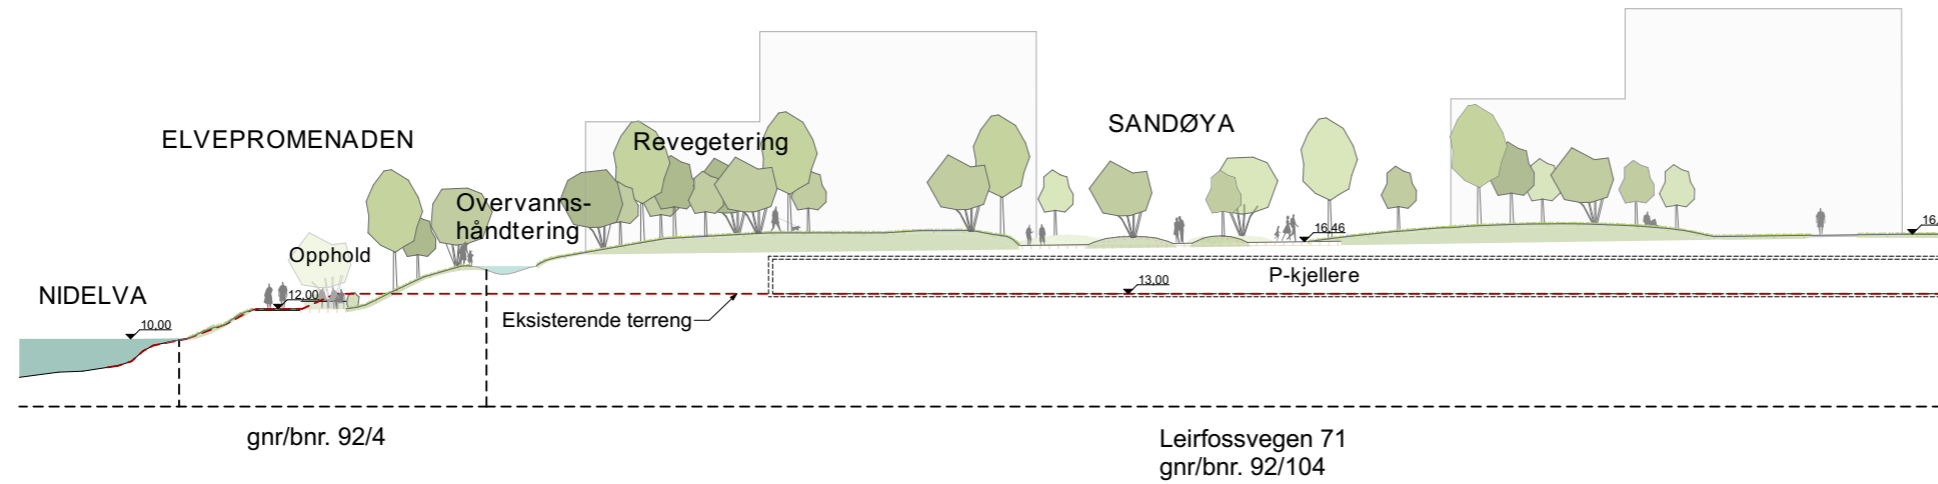 ELVEPROMENADEN
Revegetering
SANDØYA
Overvanns-
håndtering
Opphold
16,46
16,
NIDELVA
12,00
13,00
P-kjellere
10,00
Eksisterende terreng
gnr/bnr. 92/4
Leirfossvegen 71
gnr/bnr. 92/104